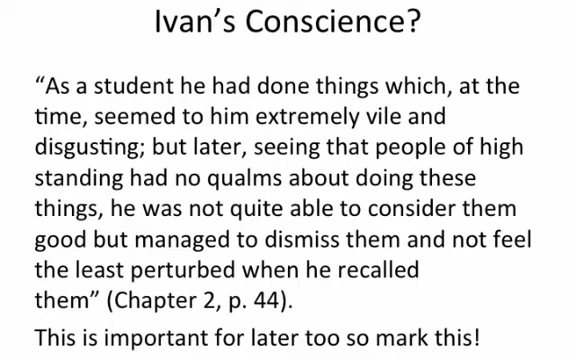 Ivan’s Conscience?
“As a student he had done things which, at the
time, seemed to him extremely vile and
disgusting; but later, seeing that people of high
standing had no qualms about doing these
things, he was not quite able to consider them
good but managed to dismiss them and not feel
the least perturbed when he recalled
them” (Chapter 2, p. 44).
This is important for later too so mark this!